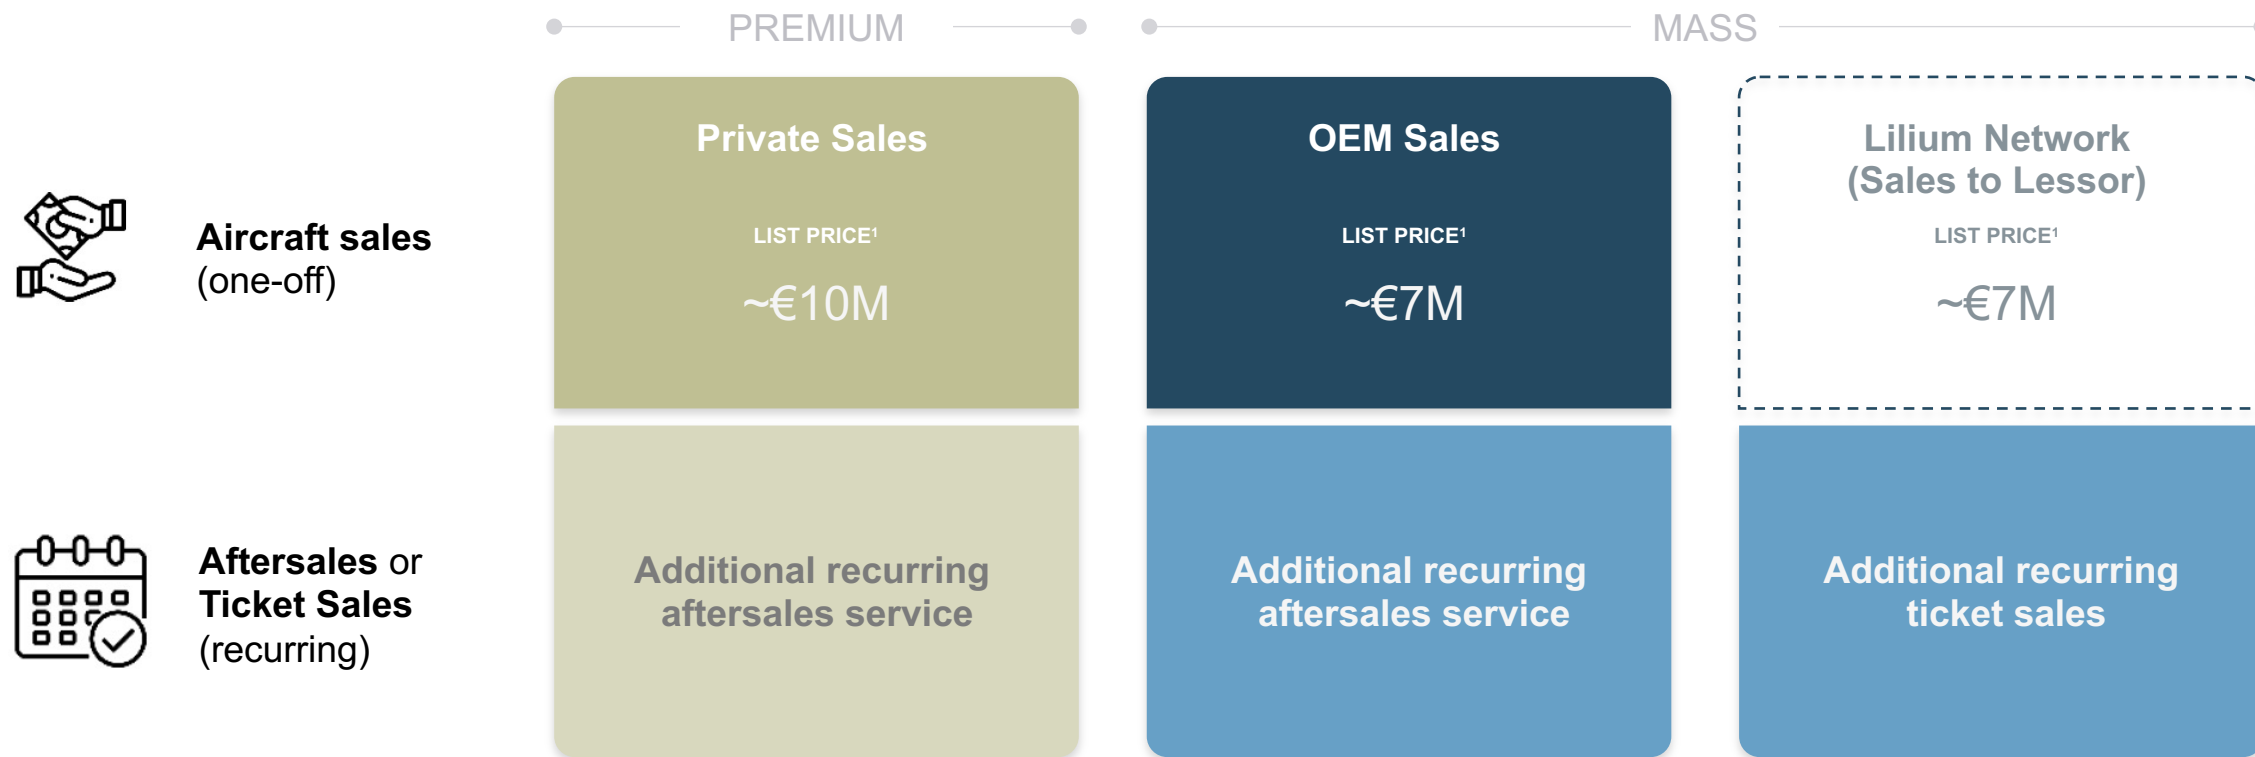 PREMIUM
MASS
Aircraft sales
(one-off)
Private Sales
LIST PRICE¹
~€10M
OEM Sales
LIST PRICE¹
~€7M
Lilium Network
(Sales to Lessor)
LIST PRICE¹
~€7M
Aftersales or
Ticket Sales
(recurring)
Additional recurring
aftersales service
Additional recurring
aftersales service
Additional recurring
ticket sales